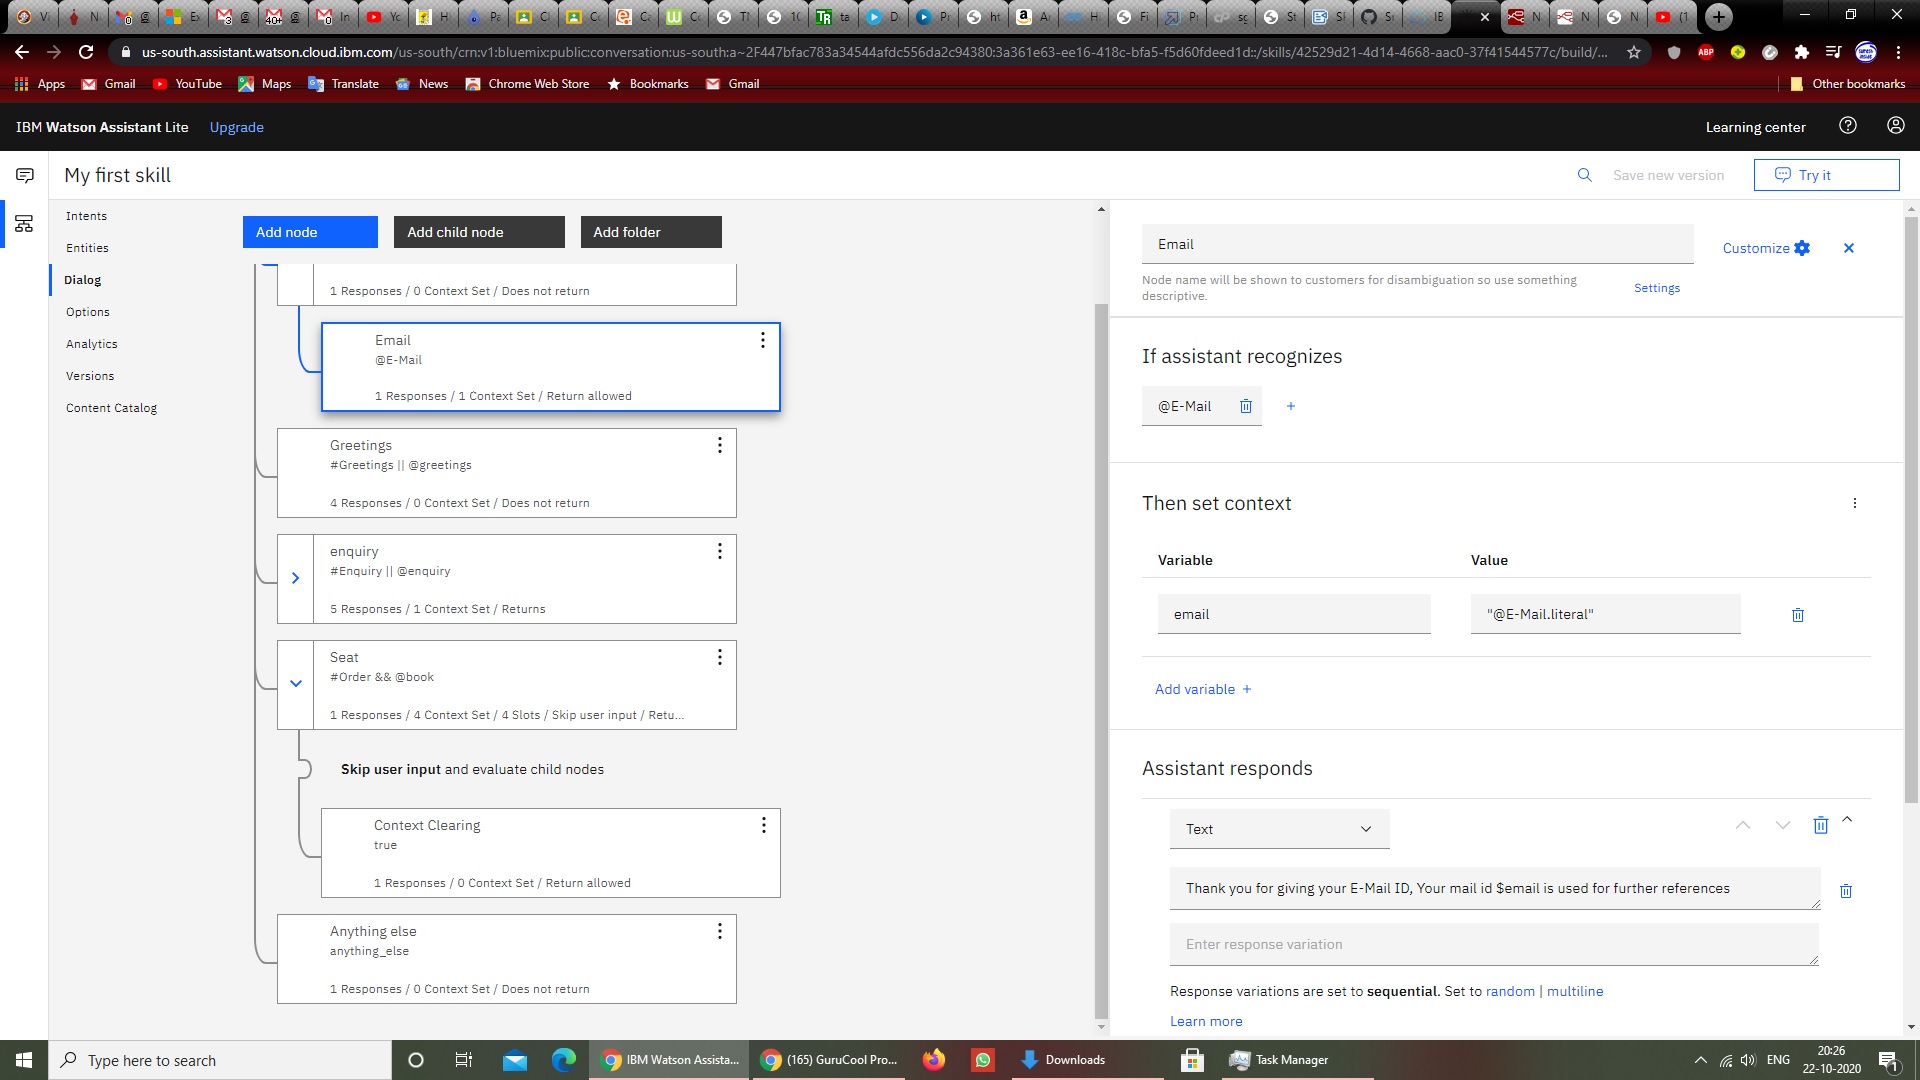 us-south.assistant.watson.cloud.ibm.com/us-south/crn:v1:bluemix:public:conversation:us-south:a~2F447bfac783a34544afdc556da2c94380:3a361e63-ee16-418c-bfa5-f5d60fdeed1d::/skills/42529d21-4d14-4668-aac0-37f41544577c/build/...
Apps Gmail YouTube Maps Translate News Chrome Web Store Bookmarks Gmail Other bookmarks
IBM Watson Assistant Lite Upgrade Learning center
My first skill Save new version Try it
Intents
Entities
Dialog
Options
Analytics
Versions
Content Catalog
Add node Add child node Add folder
1 Responses / 0 Context Set / Does not return
Email
@E-Mail
1 Responses / 1 Context Set / Return allowed
Greetings
#Greetings || @greetings
4 Responses / 0 Context Set / Does not return
enquiry
#Enquiry || @enquiry
5 Responses / 1 Context Set / Returns
Seat
#Order && @book
1 Responses / 4 Context Set / 4 Slots / Skip user input / Retu...
Skip user input and evaluate child nodes
Context Clearing
true
1 Responses / 0 Context Set / Return allowed
Anything else
anything_else
1 Responses / 0 Context Set / Does not return
Email
Customize
Node name will be shown to customers for disambiguation so use something
descriptive.
Settings
If assistant recognizes
@E-Mail
Then set context
Variable Value
email "@E-Mail.literal"
Add variable +
Assistant responds
Text
Thank you for giving your E-Mail ID, Your mail id $email is used for further references
Enter response variation
Response variations are set to sequential. Set to random | multiline
Learn more
Type here to search
IBM Watson Assista...
(165) GuruCool Pro...
Downloads
Task Manager
ENG
20:26
22-10-2020
1